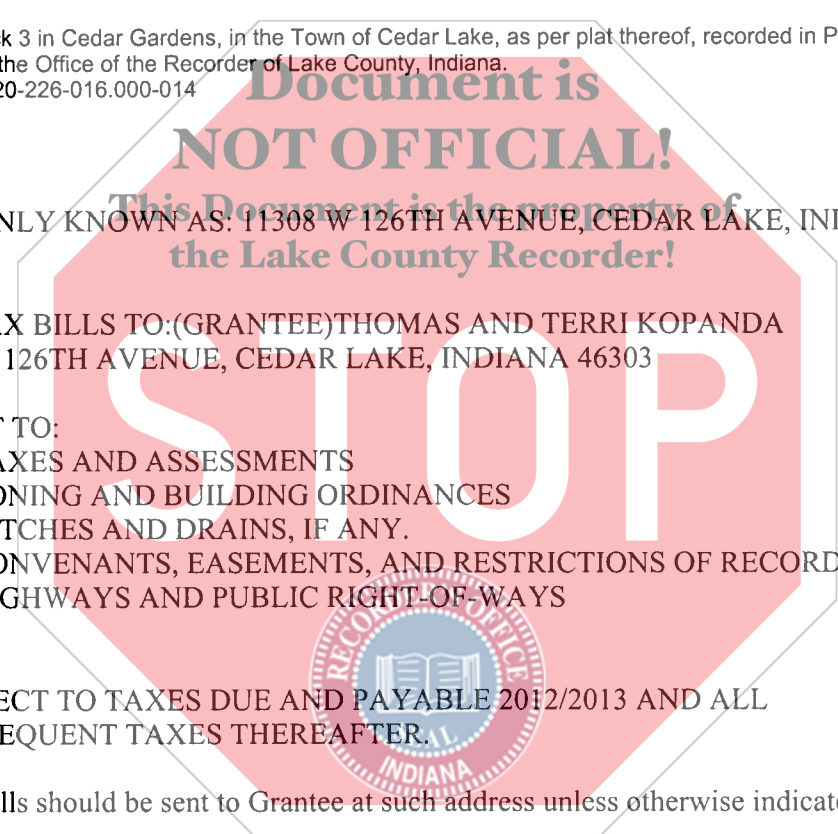 ck 3 in Cedar Gardens, in the Town of Cedar Lake, as per plat thereof, recorded in P
the Office of the Recorder of Lake County, Indiana.
20-226-016.000-014
Document is
NOT OFFICIAL!
This Document is the property of
NLY KNOWN AS: 11308 W 126TH AVENUE, CEDAR LAKE, INI
the Lake County Recorder!
X BILLS TO:(GRANTEE)THOMAS AND TERRI KOPANDA
126TH AVENUE, CEDAR LAKE, INDIANA 46303
STOP
TO:
AXES AND ASSESSMENTS
ONING AND BUILDING ORDINANCES
TCHES AND DRAINS, IF ANY.
ONVENANTS, EASEMENTS, AND RESTRICTIONS OF RECORD
GHWAYS AND PUBLIC RIGHT-OF-WAYS
RECORDER OF OFFICE
ECT TO TAXES DUE AND PAYABLE 2012/2013 AND ALL
EQUENT TAXES THEREAFTER.
INDIANA
lls should be sent to Grantee at such address unless otherwise indicate